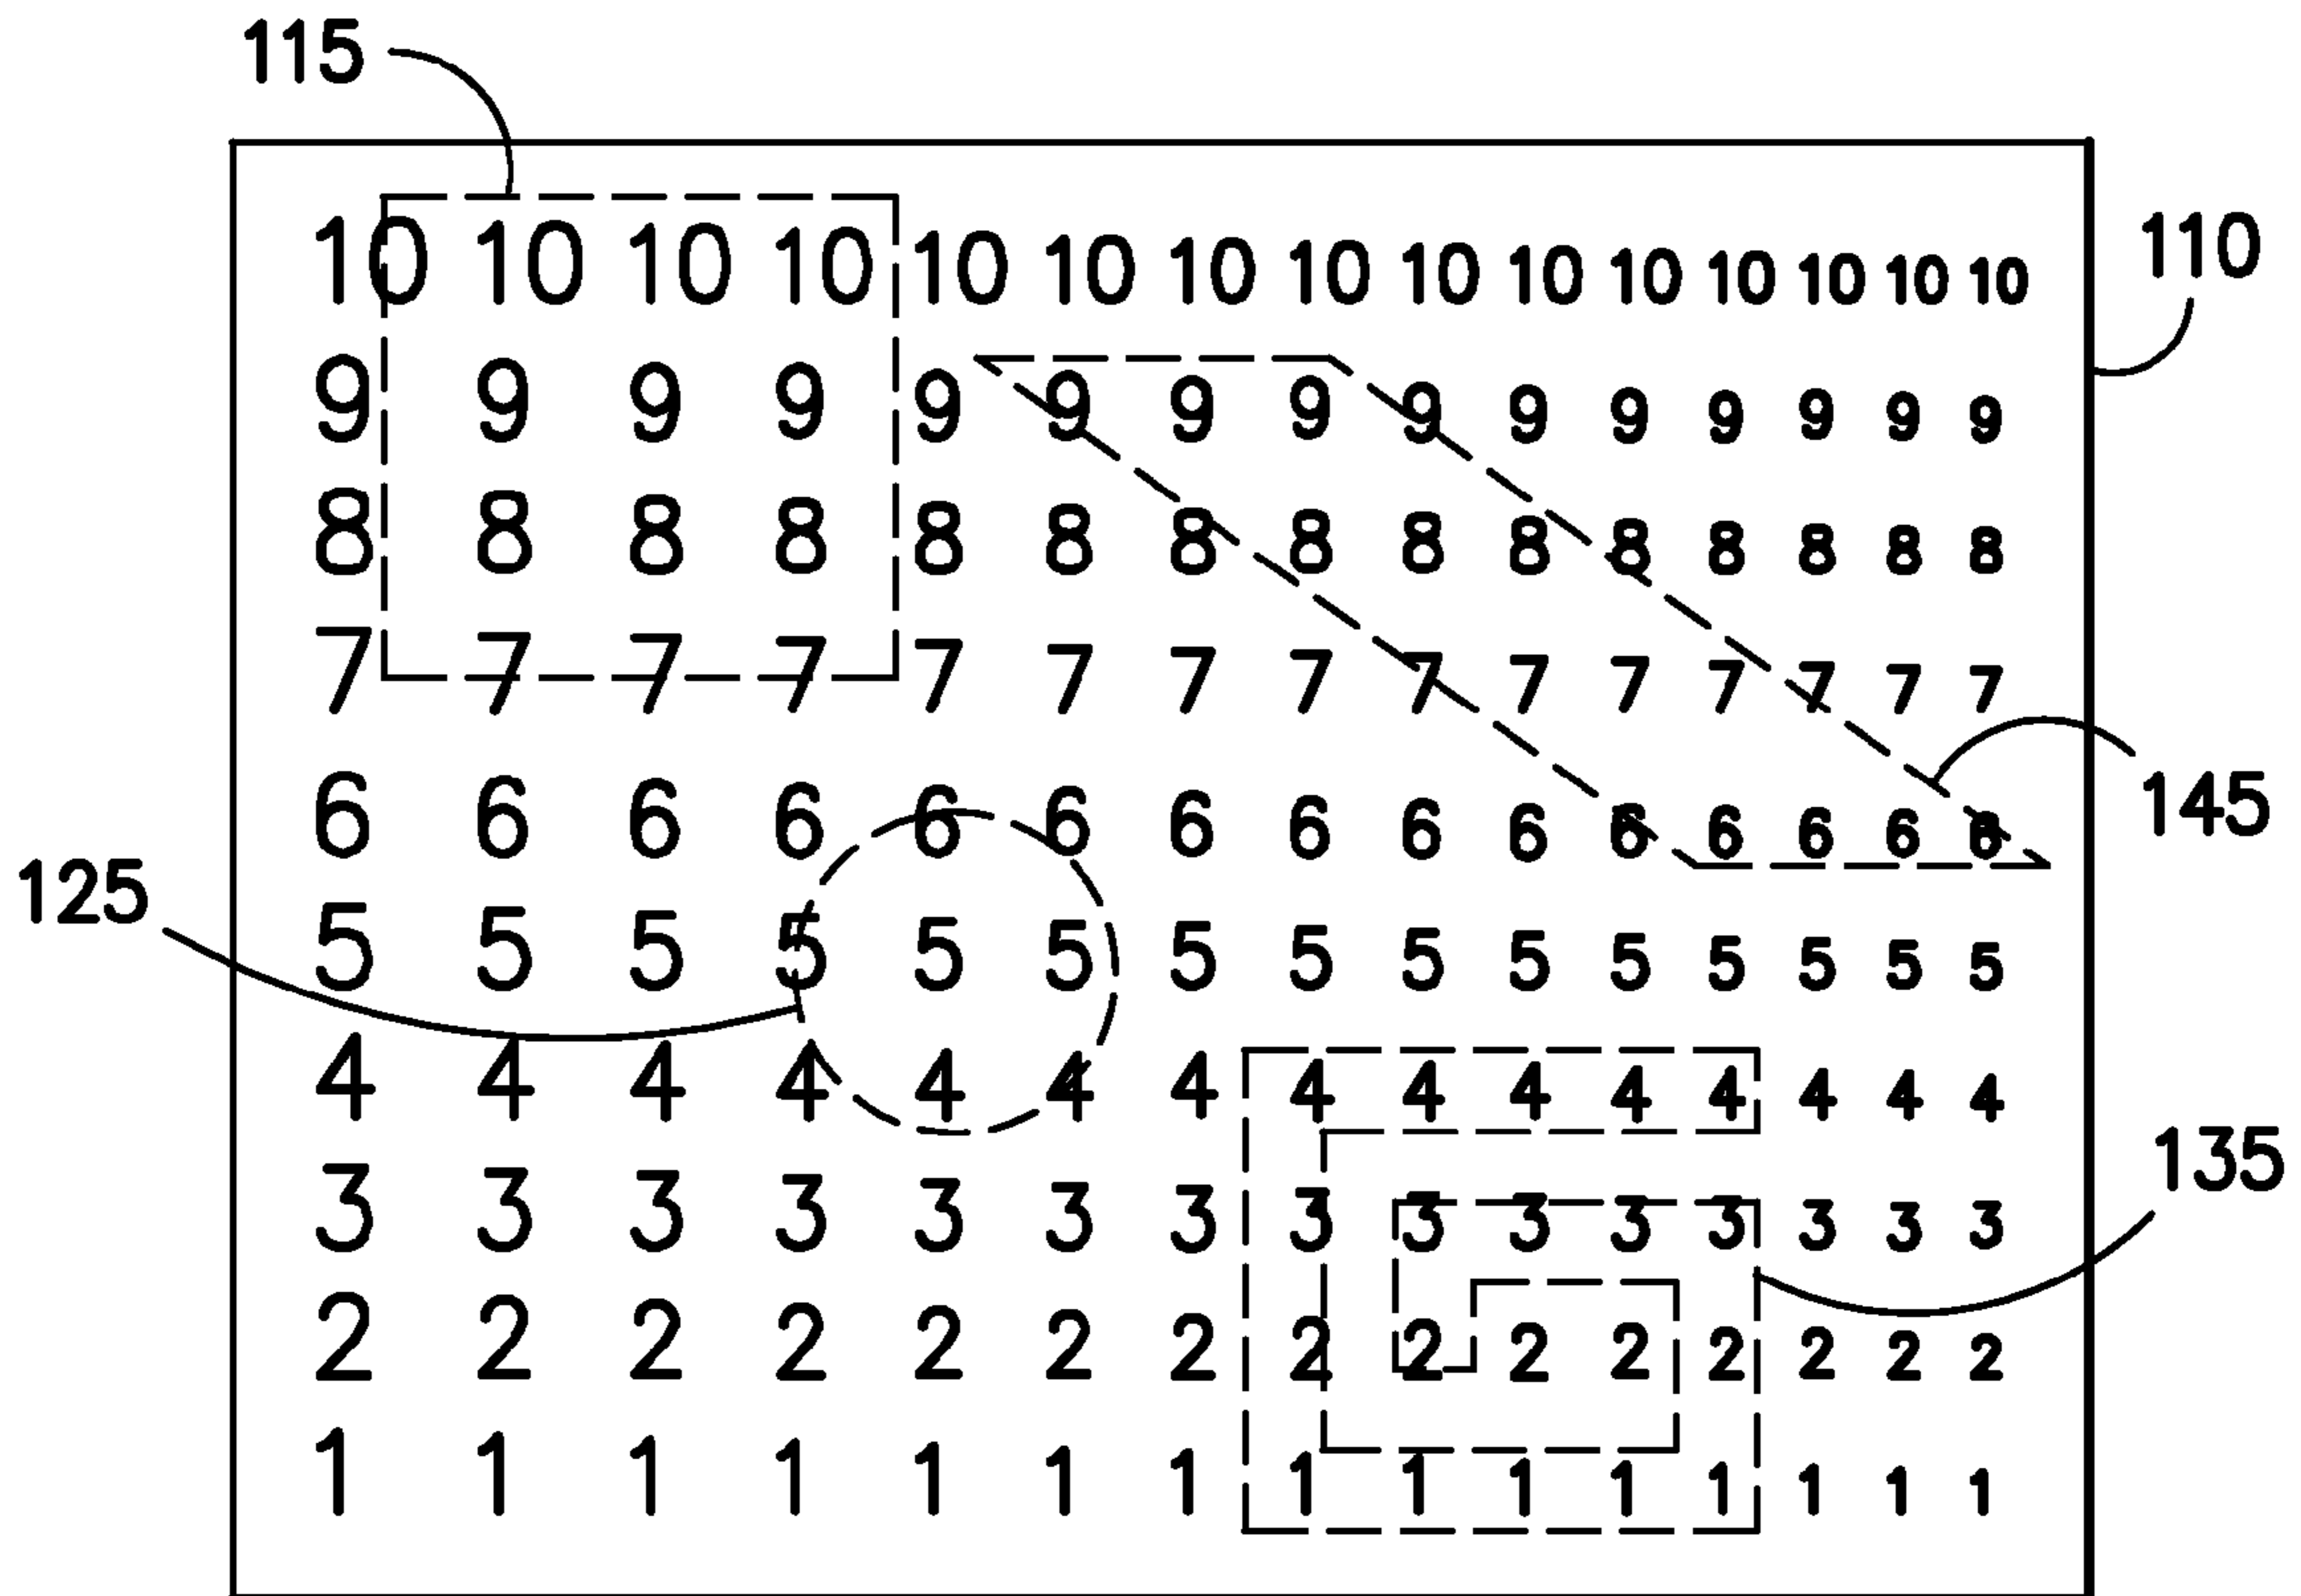 115
10 10 10 10 10 10 10 10 10 10 10 10 10 10 10
110
9 9 9 9 9 9 9 9 9 9 9 9 9 9 9
8 8 8 8 8 8 8 8 8 8 8 8 8 8 8
7 7 7 7 7 7 7 7 7 7 7 7 7 7 7
6 6 6 6 6 6 6 6 6 6 6 6 6 6 6
145
125
5 5 5 5 5 5 5 5 5 5 5 5 5 5 5
4 4 4 4 4 4 4 4 4 4 4 4 4 4 4
135
3 3 3 3 3 3 3 3 3 3 3 3 3 3 3
2 2 2 2 2 2 2 2 2 2 2 2 2 2 2
1 1 1 1 1 1 1 1 1 1 1 1 1 1 1